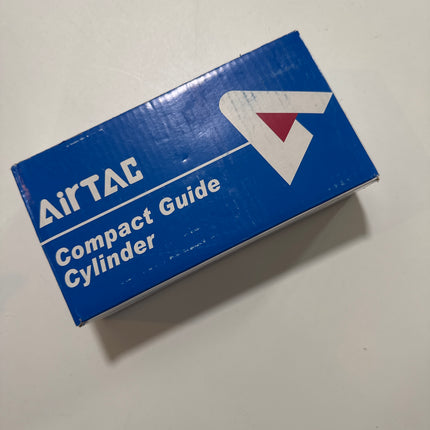 AirTAC
Compact Guide
Cylinder